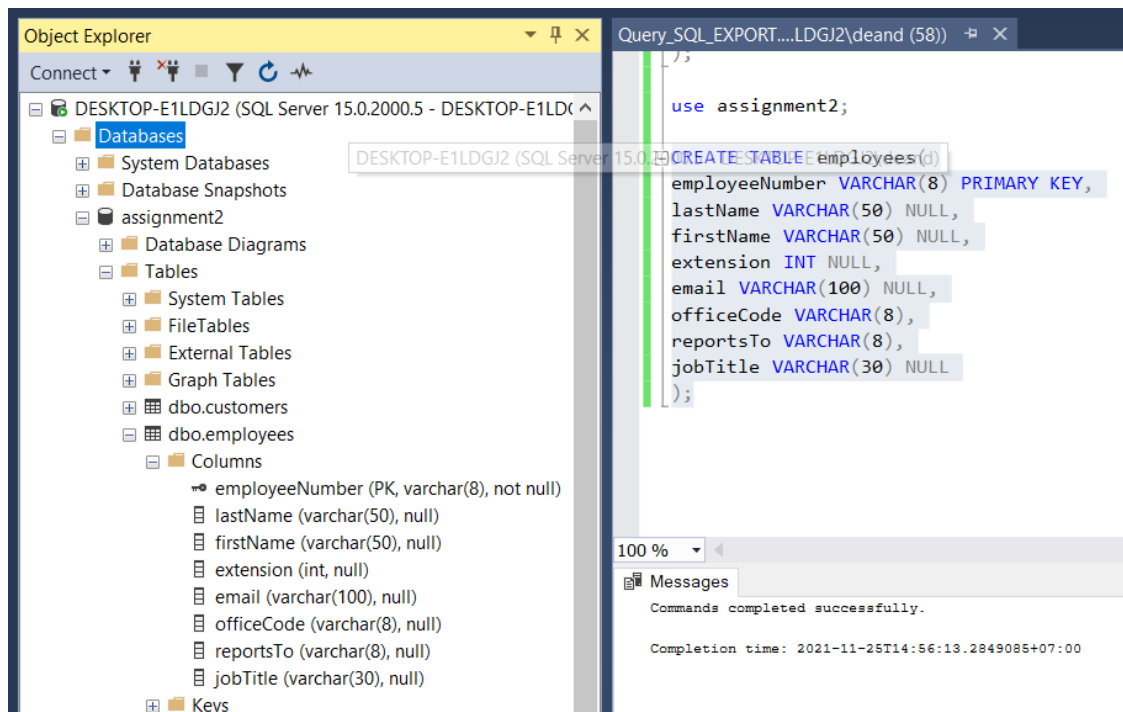 Object Explorer
Connect
DESKTOP-E1LDGJ2 (SQL Server 15.0.2000.5 - DESKTOP-E1LD
Databases
System Databases
Database Snapshots
assignment2
Database Diagrams
Tables
System Tables
FileTables
External Tables
Graph Tables
dbo.customers
dbo.employees
Columns
employeeNumber (PK, varchar(8), not null)
lastName (varchar(50), null)
firstName (varchar(50), null)
extension (int, null)
email (varchar(100), null)
officeCode (varchar(8), null)
reportsTo (varchar(8), null)
jobTitle (varchar(30), null)
Keys
DESKTOP-E1LDGJ2 (SQL Server 15.0.2000
Query_SQL_EXPORT....LDGJ2\deand (58))
);
use assignment2;
CREATE TABLE employees(
employeeNumber VARCHAR(8) PRIMARY KEY,
lastName VARCHAR(50) NULL,
firstName VARCHAR(50) NULL,
extension INT NULL,
email VARCHAR(100) NULL,
officeCode VARCHAR(8),
reportsTo VARCHAR(8),
jobTitle VARCHAR(30) NULL
);
100 %
Messages
Commands completed successfully.
Completion time: 2021-11-25T14:56:13.2849085+07:00